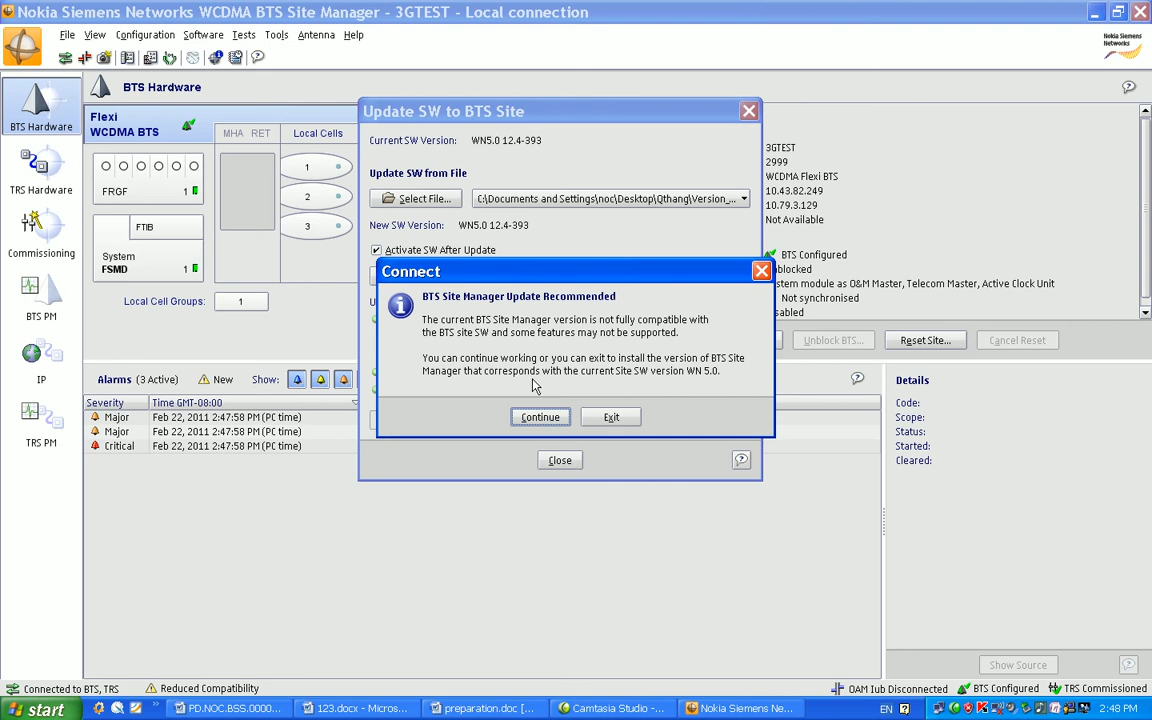 Nokia Siemens Networks WCDMA BTS Site Manager - 3GTEST - Local connection
File View Configuration Software Tests Tools Antenna Help
Nokia Siemens
Networks
BTS Hardware
BTS Hardware
TRS Hardware
Commissioning
BTS PM
IP
TRS PM
Flexi
WCDMA BTS
MHA RET
Local Cells
FRGF
1
FTIB
System
FSMD
1
1
2
3
Local Cell Groups:
1
Update SW to BTS Site
Current SW Version: WN5.0 12.4-393
Update SW from File
Select File...
C:\Documents and Settings\noc\Desktop\Qthang\Version_...
New SW Version: WN5.0 12.4-393
Activate SW After Update
Connect
BTS Site Manager Update Recommended
The current BTS Site Manager version is not fully compatible with
the BTS site SW and some features may not be supported.
You can continue working or you can exit to install the version of BTS Site
Manager that corresponds with the current Site SW version WN 5.0.
Continue
Exit
Close
3GTEST
2999
WCDMA Flexi BTS
10.43.82.249
10.79.3.129
Not Available
BTS Configured
Not synchronised
Unblock BTS...
Reset Site...
Cancel Reset
Alarms (3 Active)
New
Show:
Severity
Time GMT-08:00
Major Feb 22, 2011 2:47:58 PM (PC time)
Major Feb 22, 2011 2:47:58 PM (PC time)
Critical Feb 22, 2011 2:47:58 PM (PC time)
Details
Code:
Scope:
Status:
Started:
Cleared:
Show Source
Connected to BTS, TRS
Reduced Compatibility
OAM Iub Disconnected
BTS Configured
TRS Commissioned
start
PD.NOC.BSS.0000...
123.docx - Micros...
preparation.doc [...
Camtasia Studio -...
Nokia Siemens Ne...
EN
2:48 PM